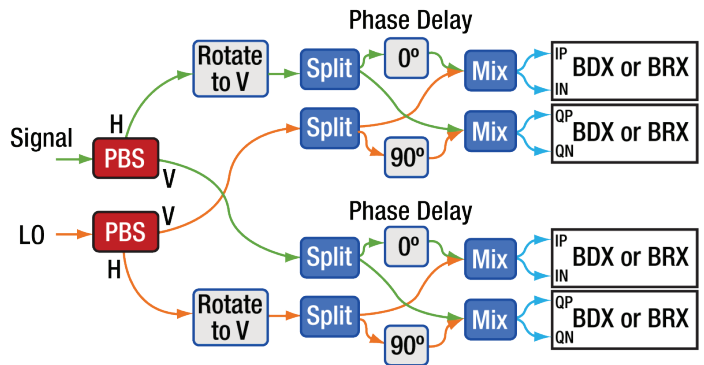 Phase Delay
Rotate
to V
Split
0º
Mix
IP
IN
BDX or BRX
H
Signal
PBS
V
Split
90º
Mix
QP
QN
BDX or BRX
LO
PBS
V
H
Phase Delay
Split
0º
Mix
IP
IN
BDX or BRX
Rotate
to V
Split
90º
Mix
QP
QN
BDX or BRX